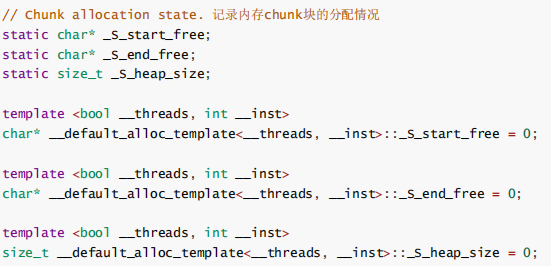 // Chunk allocation state. 记录内存chunk块的分配情况
static char* _S_start_free;
static char* _S_end_free;
static size_t _S_heap_size;
template <bool __threads, int __inst>
char* __default_alloc_template<__threads, __inst>::_S_start_free = 0;
template <bool __threads, int __inst>
char* __default_alloc_template<__threads, __inst>::_S_end_free = 0;
template <bool __threads, int __inst>
size_t __default_alloc_template<__threads, __inst>::_S_heap_size = 0;